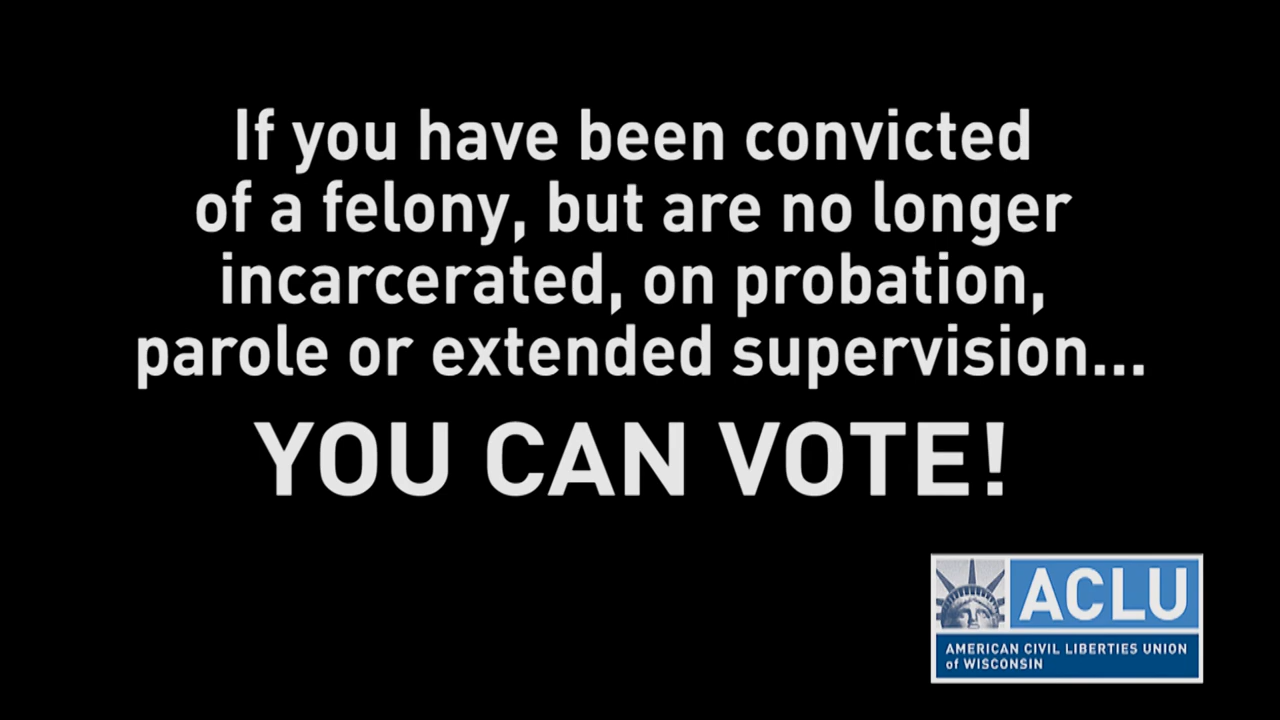 If you have been convicted
of a felony, but are no longer
incarcerated, on probation,
parole or extended supervision...
YOU CAN VOTE!
ACLU
AMERICAN CIVIL LIBERTIES UNION
of WISCONSIN